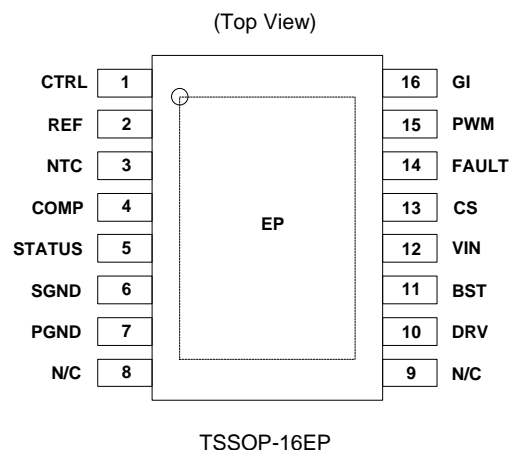 (Top View)
CTRL 1 16 GI
REF 2 15 PWM
NTC 3 14 FAULT
COMP 4 13 CS
EP
STATUS 5 12 VIN
SGND 6 11 BST
PGND 7 10 DRV
N/C 8 9 N/C
TSSOP-16EP